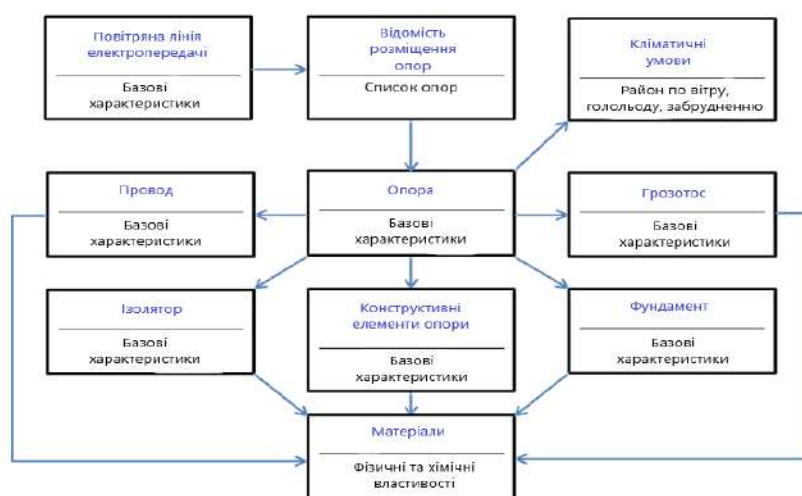 Повітряна лінія
електропередачі
Базові
характеристики
Відомість
розміщення
опор
Список опор
Кліматичні
умови
Район по вітру,
голольоду, забрудненню
Провод
Базові
характеристики
Опора
Базові
характеристики
Грозотос
Базові
характеристики
Ізолятор
Базові
характеристики
Конструктивні
елементи опори
Базові
характеристики
Фундамент
Базові
характеристики
Матеріали
Фізичні та хімічні
властивості